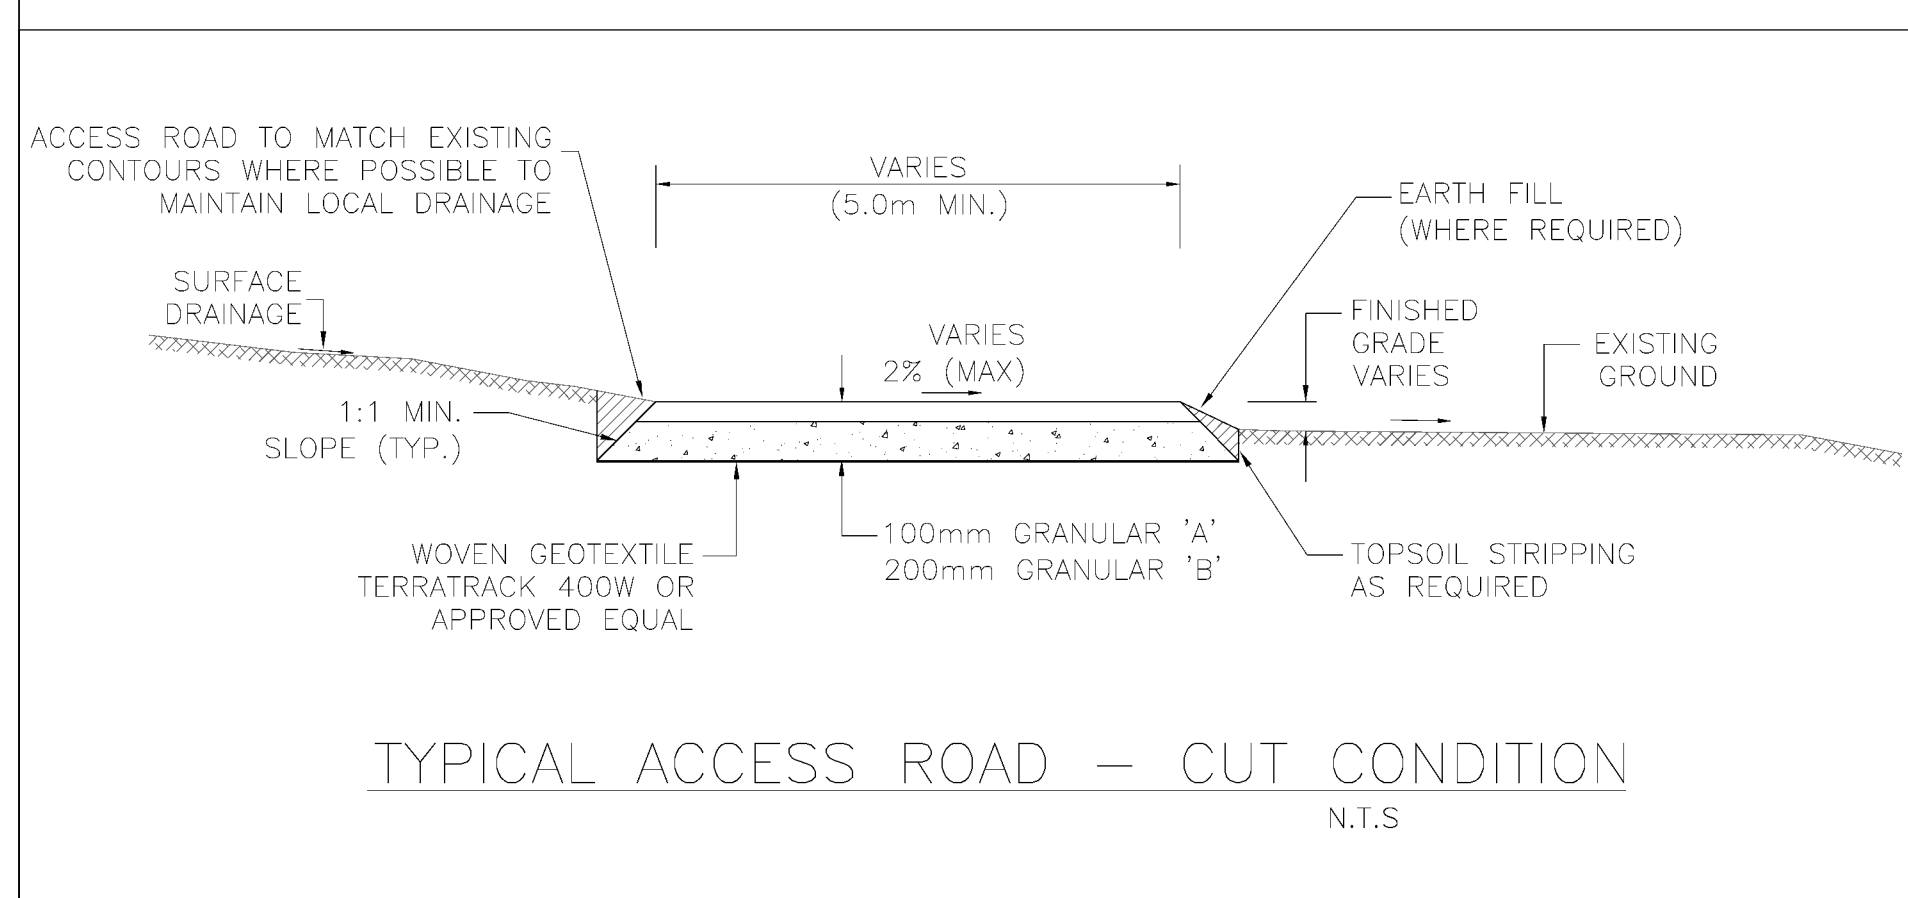 ACCESS ROAD TO MATCH EXISTING
CONTOURS WHERE POSSIBLE TO
MAINTAIN LOCAL DRAINAGE
VARIES
(5.0m MIN.)
EARTH FILL
(WHERE REQUIRED)
SURFACE
DRAINAGE
VARIES
2% (MAX)
FINISHED
GRADE
VARIES
EXISTING
GROUND
1:1 MIN.
SLOPE (TYP.)
WOVEN GEOTEXTILE
TERRATRACK 400W OR
APPROVED EQUAL
100mm GRANULAR 'A'
200mm GRANULAR 'B'
TOPSOIL STRIPPING
AS REQUIRED
TYPICAL ACCESS ROAD – CUT CONDITION
N.T.S